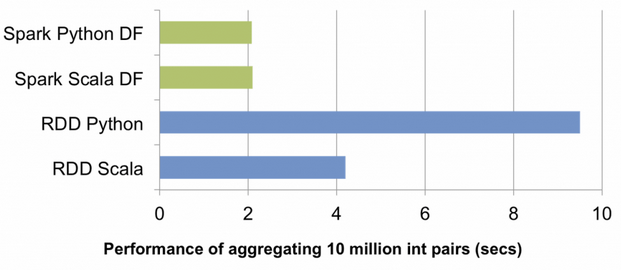 Spark Python DF
Spark Scala DF
RDD Python
RDD Scala
0 2 4 6 8 10
Performance of aggregating 10 million int pairs (secs)